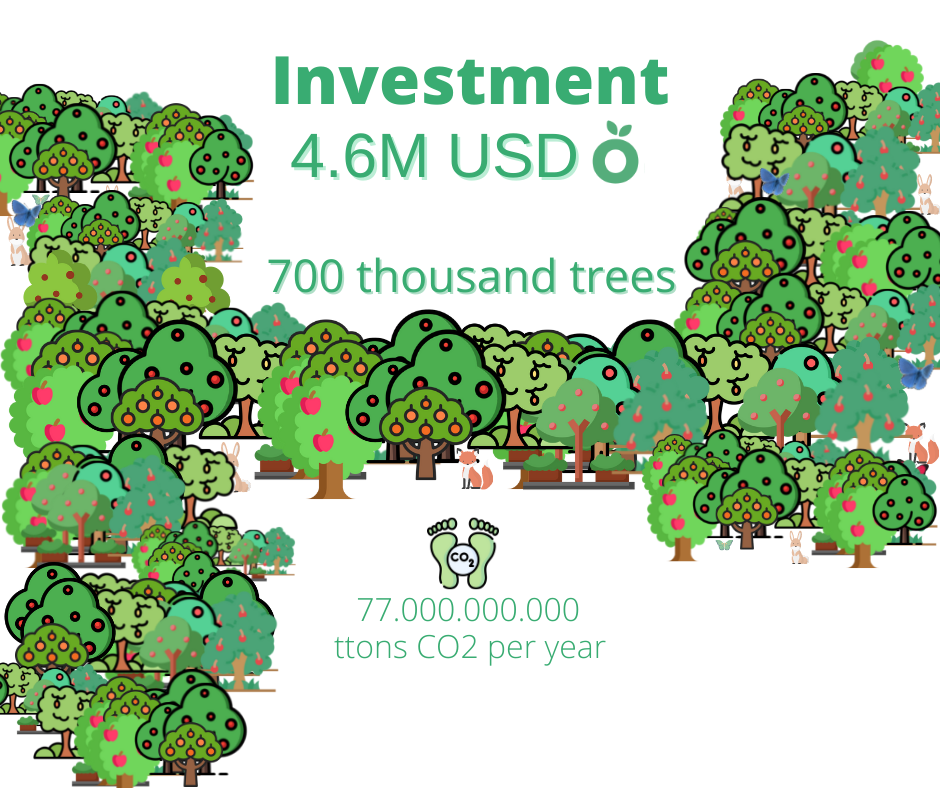 Investment
4.6M USD
700 thousand trees
CO2
77.000.000.000
ttons CO2 per year